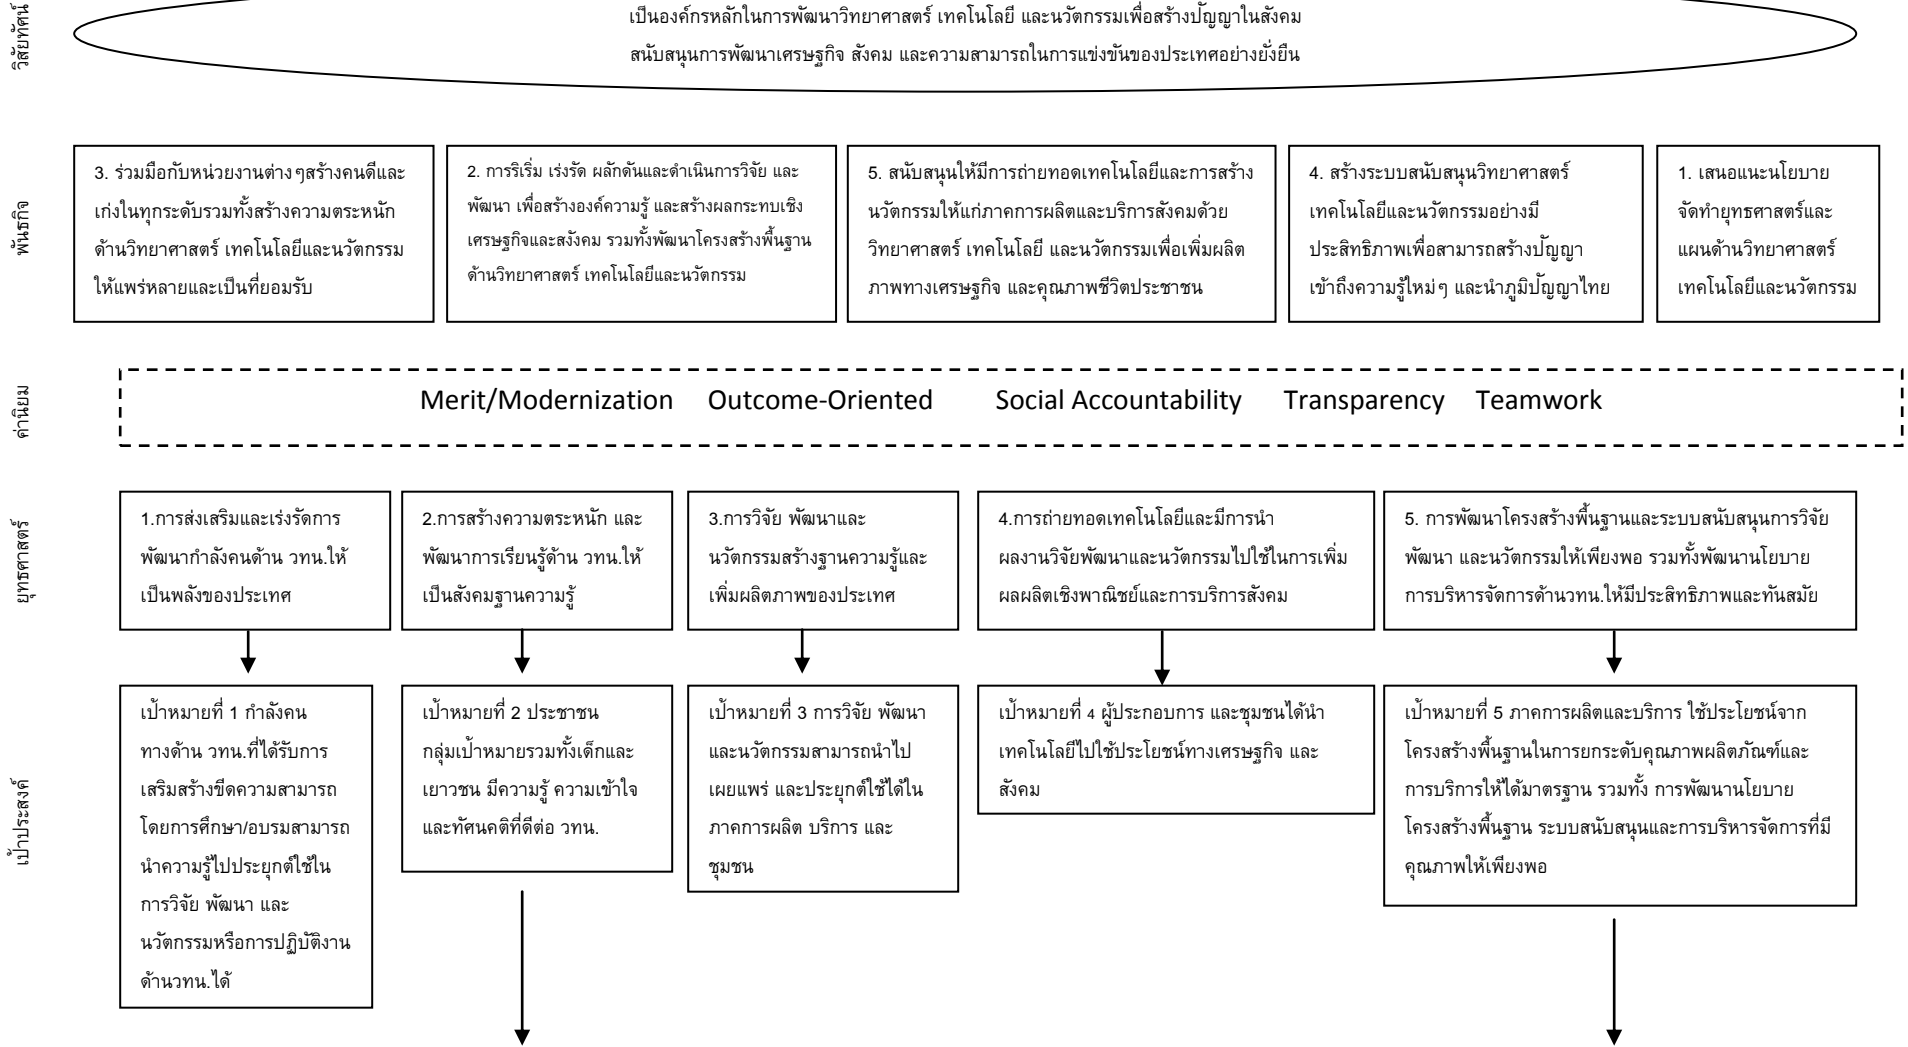 วิสัยทัศน์
เป็นองค์กรหลักในการพัฒนาวิทยาศาสตร์ เทคโนโลยี และนวัตกรรมเพื่อสร้างปัญญาในสังคม
สนับสนุนการพัฒนาเศรษฐกิจ สังคม และความสามารถในการแข่งขันของประเทศอย่างยั่งยืน
พันธกิจ
3. ร่วมมือกับหน่วยงานต่างๆสร้างคนดีและ
เก่งในทุกระดับรวมทั้งสร้างความตระหนัก
ด้านวิทยาศาสตร์ เทคโนโลยีและนวัตกรรม
ให้แพร่หลายและเป็นที่ยอมรับ
2. การริเริ่ม เร่งรัด ผลักดันและดำเนินการวิจัย และ
พัฒนา เพื่อสร้างองค์ความรู้ และสร้างผลกระทบเชิง
เศรษฐกิจและสังังคม รวมทั้งพัฒนาโครงสร้างพื้นฐาน
ด้านวิทยาศาสตร์ เทคโนโลยีและนวัตกรรม
5. สนับสนุนให้มีการถ่ายทอดเทคโนโลยีและการสร้าง
นวัตกรรมให้แก่ภาคการผลิตและบริการสังคมด้วย
วิทยาศาสตร์ เทคโนโลยี และนวัตกรรมเพื่อเพิ่มผลิต
ภาพทางเศรษฐกิจ และคุณภาพชีวิตประชาชน
4. สร้างระบบสนับสนุนวิทยาศาสตร์
เทคโนโลยีและนวัตกรรมอย่างมี
ประสิทธิภาพเพื่อสามารถสร้างปัญญา
เข้าถึงความรู้ใหม่ๆ และนำภูมิปัญญาไทย
1. เสนอแนะนโยบาย
จัดทำยุทธศาสตร์และ
แผนด้านวิทยาศาสตร์
เทคโนโลยีและนวัตกรรม
ค่านิยม
Merit/Modernization Outcome-Oriented Social Accountability Transparency Teamwork
ยุทธศาสตร์
1.การส่งเสริมและเร่งรัดการ
พัฒนากำลังคนด้าน วทน.ให้
เป็นพลังของประเทศ
2.การสร้างความตระหนัก และ
พัฒนาการเรียนรู้ด้าน วทน.ให้
เป็นสังคมฐานความรู้
3.การวิจัย พัฒนาและ
นวัตกรรมสร้างฐานความรู้และ
เพิ่มผลิตภาพของประเทศ
4.การถ่ายทอดเทคโนโลยีและมีการนำ
ผลงานวิจัยพัฒนาและนวัตกรรมไปใช้ในการเพิ่ม
ผลผลิตเชิงพาณิชย์และการบริการสังคม
5. การพัฒนาโครงสร้างพื้นฐานและระบบสนับสนุนการวิจัย
พัฒนา และนวัตกรรมให้เพียงพอ รวมทั้งพัฒนานโยบาย
การบริหารจัดการด้านวทน.ให้มีประสิทธิภาพและทันสมัย
เป้าประสงค์
เป้าหมายที่ 1 กำลังคน
ทางด้าน วทน.ที่ได้รับการ
เสริมสร้างขีดความสามารถ
โดยการศึกษา/อบรมสามารถ
นำความรู้ไปประยุกต์ใช้ใน
การวิจัย พัฒนา และ
นวัตกรรมหรือการปฏิบัติงาน
ด้านวทน.ได้
เป้าหมายที่ 2 ประชาชน
กลุ่มเป้าหมายรวมทั้งเด็กและ
เยาวชน มีความรู้ ความเข้าใจ
และทัศนคติที่ดีต่อ วทน.
เป้าหมายที่ 3 การวิจัย พัฒนา
และนวัตกรรมสามารถนำไป
เผยแพร่ และประยุกต์ใช้ได้ใน
ภาคการผลิต บริการ และ
ชุมชน
เป้าหมายที่ 4 ผู้ประกอบการ และชุมชนได้นำ
เทคโนโลยีไปใช้ประโยชน์ทางเศรษฐกิจ และ
สังคม
เป้าหมายที่ 5 ภาคการผลิตและบริการ ใช้ประโยชน์จาก
โครงสร้างพื้นฐานในการยกระดับคุณภาพผลิตภัณฑ์และ
การบริการให้ได้มาตรฐาน รวมทั้ง การพัฒนานโยบาย
โครงสร้างพื้นฐาน ระบบสนับสนุนและการบริหารจัดการที่มี
คุณภาพให้เพียงพอ